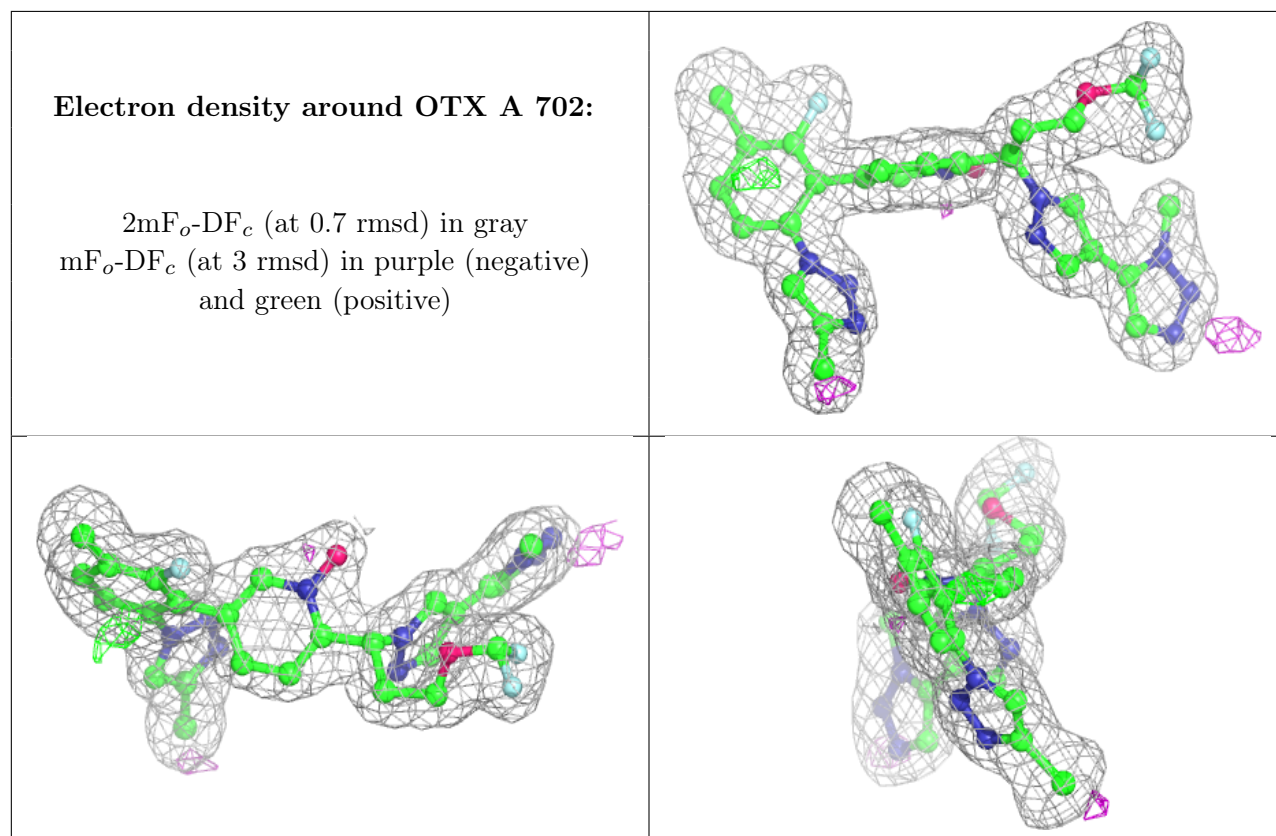 Electron density around OTX A 702:
2mFo-DFc (at 0.7 rmsd) in gray
mFo-DFc (at 3 rmsd) in purple (negative)
and green (positive)